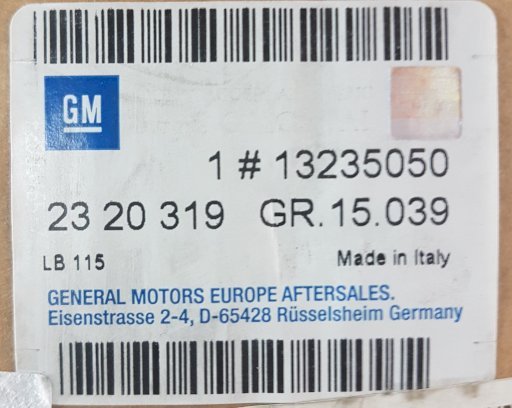 GM
1 # 13235050
23 20 319 GR.15.039
LB 115 Made in Italy
GENERAL MOTORS EUROPE AFTERSALES.
Eisenstrasse 2-4, D-65428 Rüsselsheim Germany